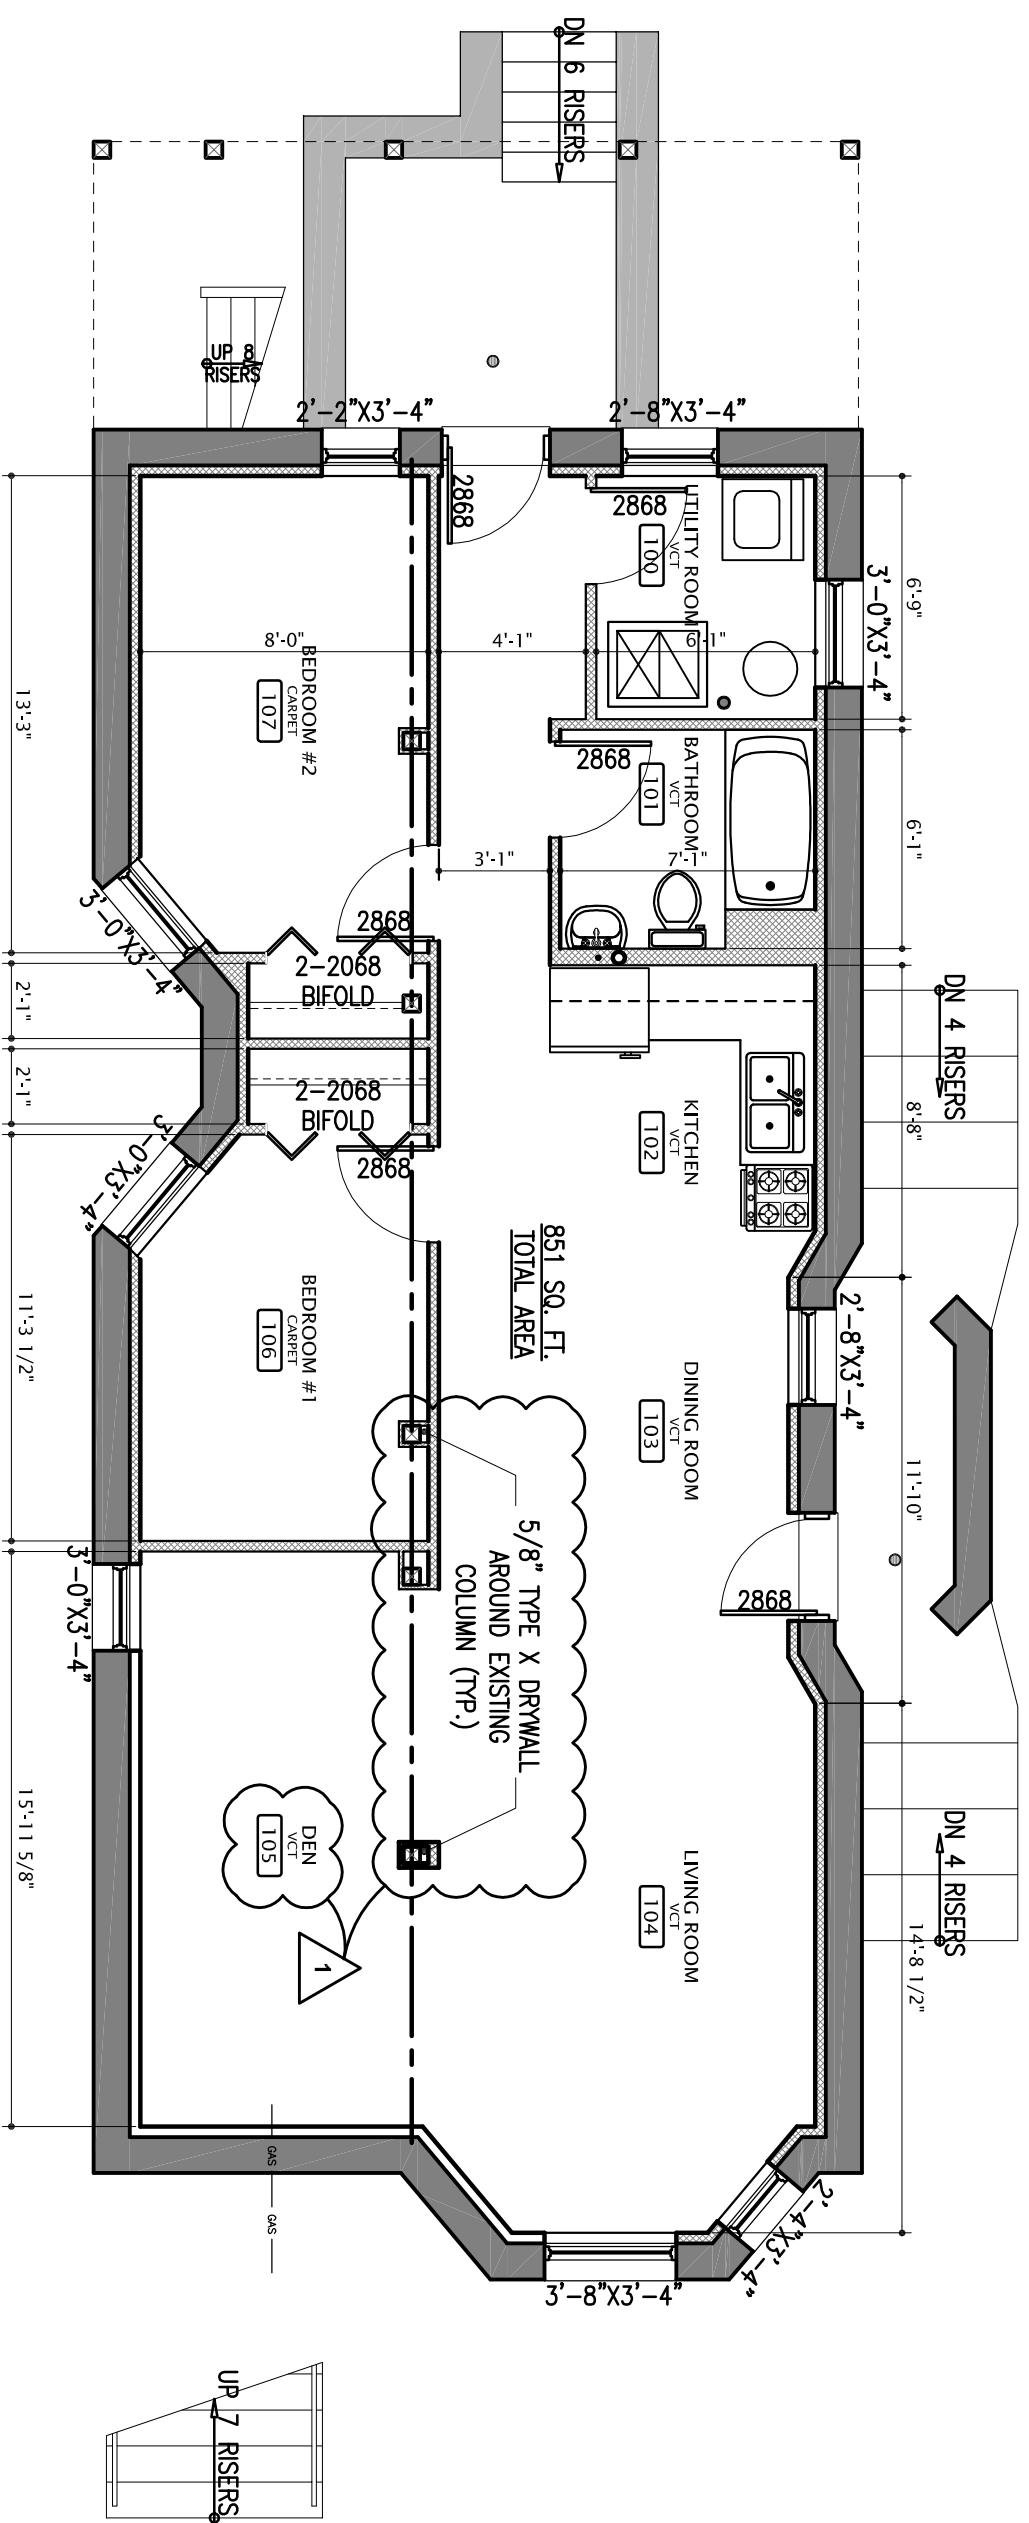 DN 6 RISERS
UP 8
RISERS
2'-2"X3'-4"
2'-8"X3'-4"
2868
2868
UTILITY ROOM
VCT
100
3'-0"X3'-4"
6'-9"
8'-0"
4'-1"
6'-1"
BEDROOM #2
CARPET
107
13'-3"
2868
BATHROOM
VCT
101
6'-1"
3'-1"
7'-1"
3'-0"X3'-4"
2868
2-2068
BIFOLD
2'-1"
DN 4 RISERS
2'-1"
2-2068
BIFOLD
2868
3'-0"X3'-4"
KITCHEN
VCT
102
8'-8"
851 SQ. FT.
TOTAL AREA
BEDROOM #1
CARPET
106
11'-3 1/2"
2'-8"X3'-4"
DINING ROOM
VCT
103
11'-10"
5/8" TYPE X DRYWALL
AROUND EXISTING
COLUMN (TYP.)
2868
3'-0"X3'-4"
DEN
VCT
105
15'-11 5/8"
1
LIVING ROOM
VCT
104
DN 4 RISERS
14'-8 1/2"
GAS
GAS
2'-4"X3'-4"
3'-8"X3'-4"
UP 7 RISERS